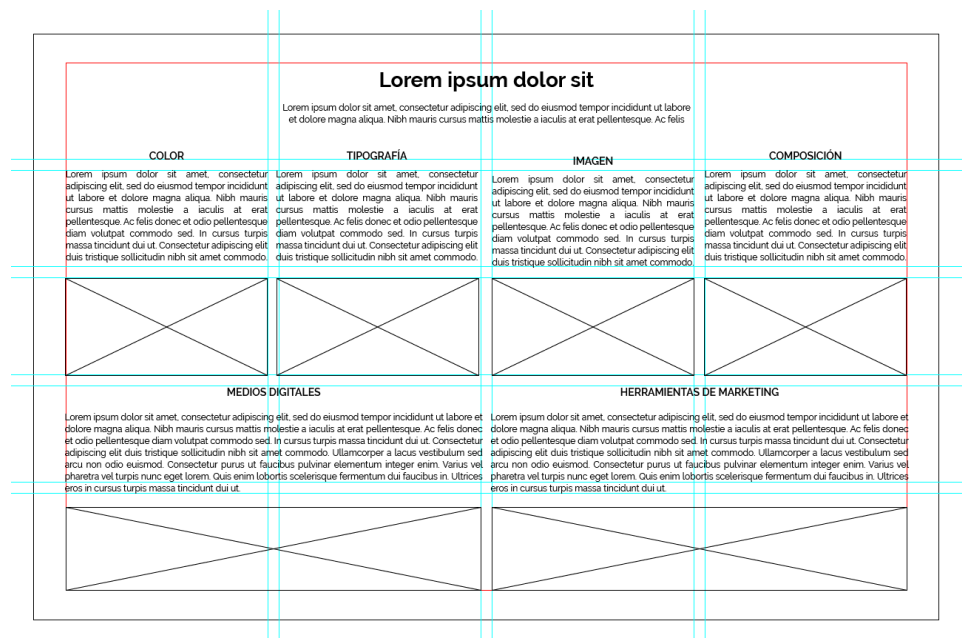 Lorem ipsum dolor sit
Lorem ipsum dolor sit amet, consectetur adipiscing elit, sed do eiusmod tempor incididunt ut labore
et dolore magna aliqua. Nibh mauris cursus mattis molestie a iaculis at erat pellentesque. Ac felis
COLOR
Lorem ipsum dolor sit amet, consectetur
adipiscing elit, sed do eiusmod tempor incididunt
ut labore et dolore magna aliqua. Nibh mauris
cursus mattis molestie a iaculis at erat
pellentesque. Ac felis donec et odio pellentesque
diam volutpat commodo sed. In cursus turpis
massa tincidunt dui ut. Consectetur adipiscing elit
duis tristique sollicitudin nibh sit amet commodo.
TIPOGRAFÍA
Lorem ipsum dolor sit amet, consectetur
adipiscing elit, sed do eiusmod tempor incididunt
ut labore et dolore magna aliqua. Nibh mauris
cursus mattis molestie a iaculis at erat
pellentesque. Ac felis donec et odio pellentesque
diam volutpat commodo sed. In cursus turpis
massa tincidunt dui ut. Consectetur adipiscing elit
duis tristique sollicitudin nibh sit amet commodo.
IMAGEN
Lorem ipsum dolor sit amet, consectetur
adipiscing elit, sed do eiusmod tempor incididunt
ut labore et dolore magna aliqua. Nibh mauris
cursus mattis molestie a iaculis at erat
pellentesque. Ac felis donec et odio pellentesque
diam volutpat commodo sed. In cursus turpis
massa tincidunt dui ut. Consectetur adipiscing elit
duis tristique sollicitudin nibh sit amet commodo.
COMPOSICIÓN
Lorem ipsum dolor sit amet, consectetur
adipiscing elit, sed do eiusmod tempor incididunt
ut labore et dolore magna aliqua. Nibh mauris
cursus mattis molestie a iaculis at erat
pellentesque. Ac felis donec et odio pellentesque
diam volutpat commodo sed. In cursus turpis
massa tincidunt dui ut. Consectetur adipiscing elit
duis tristique sollicitudin nibh sit amet commodo.
MEDIOS DIGITALES
Lorem ipsum dolor sit amet, consectetur adipiscing elit, sed do eiusmod tempor incididunt ut labore et
dolore magna aliqua. Nibh mauris cursus mattis molestie a iaculis at erat pellentesque. Ac felis donec
et odio pellentesque diam volutpat commodo sed. In cursus turpis massa tincidunt dui ut. Consectetur
adipiscing elit duis tristique sollicitudin nibh sit amet commodo. Ullamcorper a lacus vestibulum sed
arcu non odio euismod. Consectetur purus ut faucibus pulvinar elementum integer enim. Varius vel
pharetra vel turpis nunc eget lorem. Quis enim lobortis scelerisque fermentum dui faucibus in. Ultrices
eros in cursus turpis massa tincidunt dui ut.
HERRAMIENTAS DE MARKETING
Lorem ipsum dolor sit amet, consectetur adipiscing elit, sed do eiusmod tempor incididunt ut labore et
dolore magna aliqua. Nibh mauris cursus mattis molestie a iaculis at erat pellentesque. Ac felis donec
et odio pellentesque diam volutpat commodo sed. In cursus turpis massa tincidunt dui ut. Consectetur
adipiscing elit duis tristique sollicitudin nibh sit amet commodo. Ullamcorper a lacus vestibulum sed
arcu non odio euismod. Consectetur purus ut faucibus pulvinar elementum integer enim. Varius vel
pharetra vel turpis nunc eget lorem. Quis enim lobortis scelerisque fermentum dui faucibus in. Ultrices
eros in cursus turpis massa tincidunt dui ut.